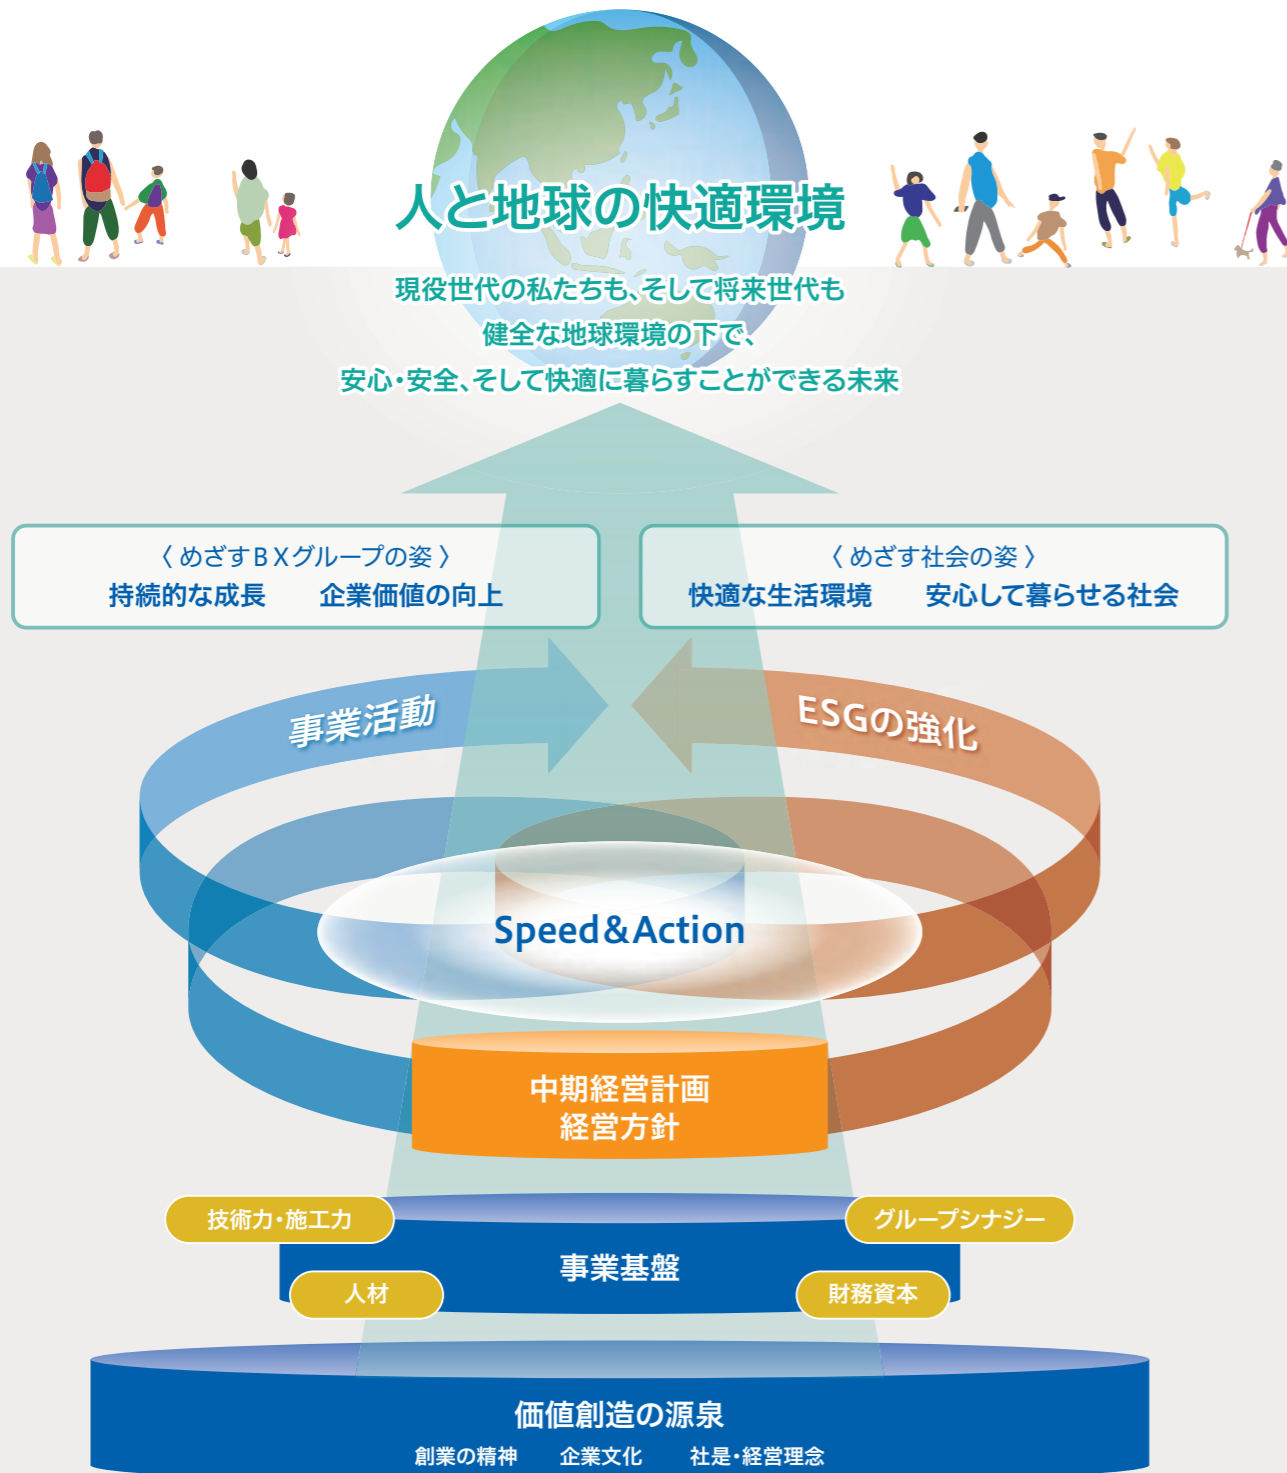 人と地球の快適環境
現役世代の私たちも、そして将来世代も
健全な地球環境の下で、
安心・安全、そして快適に暮らすことができる未来
〈 めざすBXグループの姿 〉
持続的な成長　企業価値の向上
〈 めざす社会の姿 〉
快適な生活環境　安心して暮らせる社会
事業活動
ESGの強化
Speed&Action
中期経営計画
経営方針
技術力・施工力
グループシナジー
事業基盤
人材
財務資本
価値創造の源泉
創業の精神　企業文化　社是・経営理念